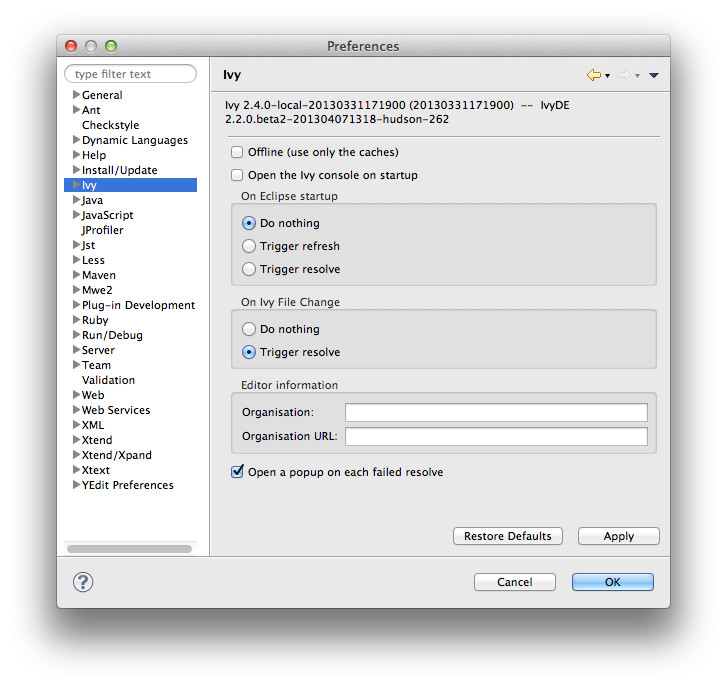 Preferences
type filter text
General
Ant
Checkstyle
Dynamic Languages
Help
Install/Update
Ivy
Java
JavaScript
JProfiler
Jst
Less
Maven
Mwe2
Plug-in Development
Ruby
Run/Debug
Server
Team
Validation
Web
Web Services
XML
Xtend
Xtend/Xpand
Xtext
YEdit Preferences
Ivy
Ivy 2.4.0-local-20130331171900 (20130331171900) -- IvyDE
2.2.0.beta2-201304071318-hudson-262
Offline (use only the caches)
Open the Ivy console on startup
On Eclipse startup
Do nothing
Trigger refresh
Trigger resolve
On Ivy File Change
Do nothing
Trigger resolve
Editor information
Organisation:
Organisation URL:
Open a popup on each failed resolve
Restore Defaults
Apply
?
Cancel
OK